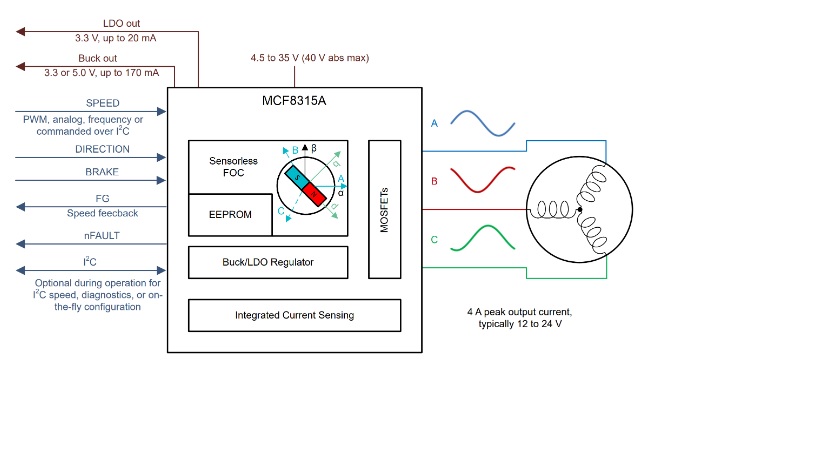 LDO out
3.3 V, up to 20 mA
Buck out
3.3 or 5.0 V, up to 170 mA
4.5 to 35 V (40 V abs max)
MCF8315A
SPEED
PWM, analog, frequency or
commanded over I²C
DIRECTION
BRAKE
FG
Speed feecback
nFAULT
I²C
Optional during operation for
I²C speed, diagnostics, or on-
the-fly configuration
Sensorless
FOC
EEPROM
B
β
q
A
α
d
C
S
MOSFETs
Buck/LDO Regulator
Integrated Current Sensing
A
B
C
4 A peak output current,
typically 12 to 24 V